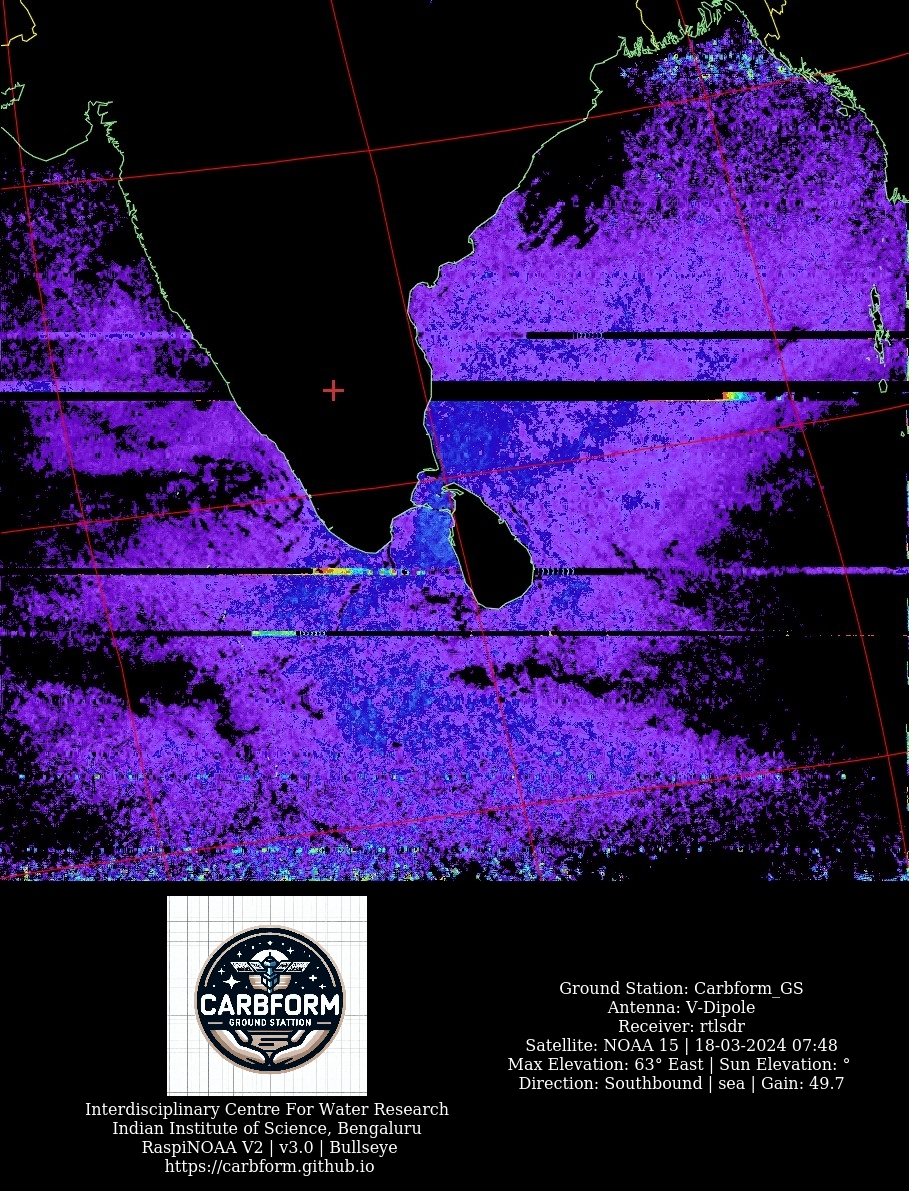 CARBFORM
GROUND STATTION
Interdisciplinary Centre For Water Research
Indian Institute of Science, Bengaluru
RaspiNOAA V2 | v3.0 | Bullseye
https://carbform.github.io
Ground Station: Carbform_GS
Antenna: V-Dipole
Receiver: rtlsdr
Satellite: NOAA 15 | 18-03-2024 07:48
Max Elevation: 63° East | Sun Elevation: °
Direction: Southbound | sea | Gain: 49.7